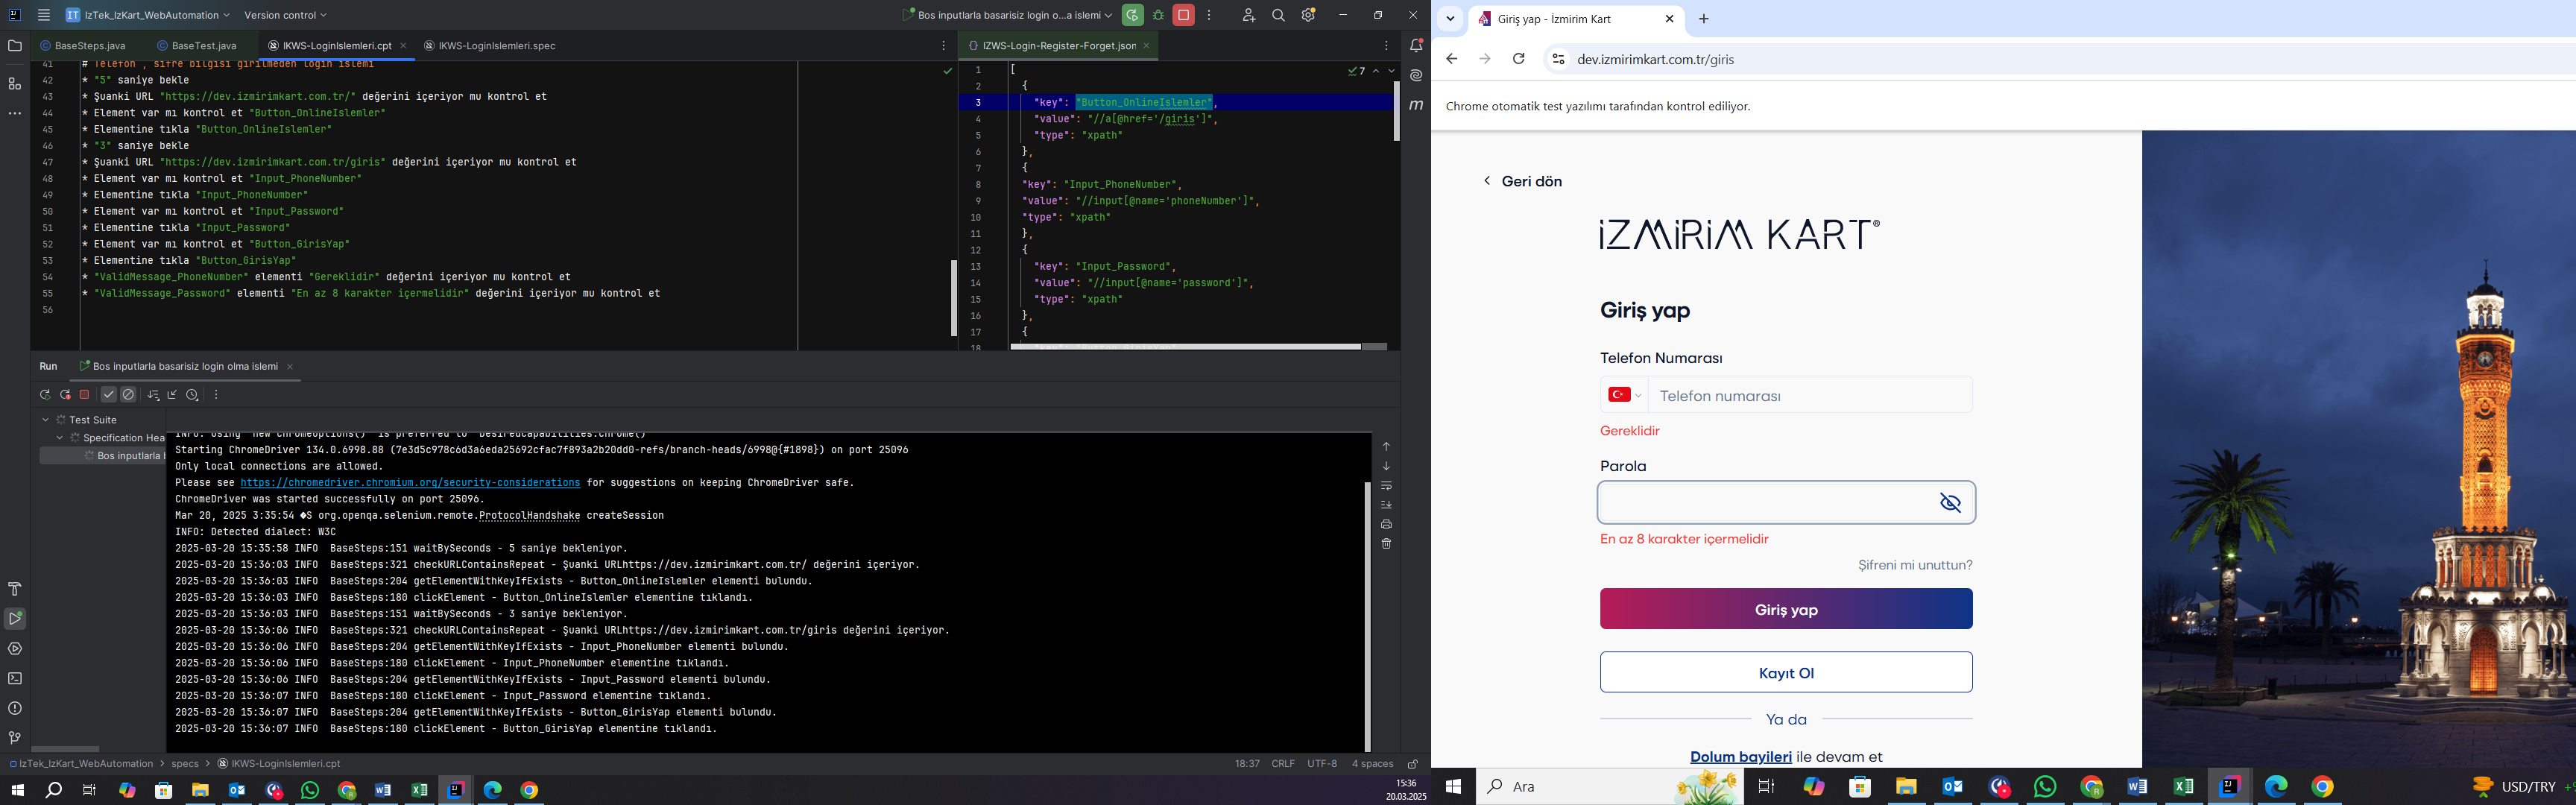 IT IzTek_IzKart_WebAutomation Version control
Bos inputlarla basarisiz login o...a islemi
BaseSteps.java BaseTest.java IKWS-LoginIslemleri.cpt IKWS-LoginIslemleri.spec
41 # Telefon , sifre bilgisi girilmeden login islemi
42 * "5" saniye bekle
43 * Şuanki URL "https://dev.izmirimkart.com.tr/" değerini içeriyor mu kontrol et
44 * Element var mı kontrol et "Button_OnlineIslemler"
45 * Elementine tıkla "Button_OnlineIslemler"
46 * "3" saniye bekle
47 * Şuanki URL "https://dev.izmirimkart.com.tr/giris" değerini içeriyor mu kontrol et
48 * Element var mı kontrol et "Input_PhoneNumber"
49 * Elementine tıkla "Input_PhoneNumber"
50 * Element var mı kontrol et "Input_Password"
51 * Elementine tıkla "Input_Password"
52 * Element var mı kontrol et "Button_GirisYap"
53 * Elementine tıkla "Button_GirisYap"
54 * "ValidMessage_PhoneNumber" elementi "Gereklidir" değerini içeriyor mu kontrol et
55 * "ValidMessage_Password" elementi "En az 8 karakter içermelidir" değerini içeriyor mu kontrol et
56
{} IZWS-Login-Register-Forget.json
7
1 [
2 {
3 "key": "Button_OnlineIslemler",
4 "value": "//a[@href='/giris']",
5 "type": "xpath"
6 },
7 {
8 "key": "Input_PhoneNumber",
9 "value": "//input[@name='phoneNumber']",
10 "type": "xpath"
11 },
12 {
13 "key": "Input_Password",
14 "value": "//input[@name='password']",
15 "type": "xpath"
16 },
17 {
18
m
Run Bos inputlarla basarisiz login olma islemi
Test Suite
Specification Hea
Bos inputlarla b
INFO: Using `new ChromeOptions()` is preferred to `DesiredCapabilities.chrome()`
Starting ChromeDriver 134.0.6998.88 (7e3d5c978c6d3a6eda25692cfac7f893a2b20dd0-refs/branch-heads/6998@{#1898}) on port 25096
Only local connections are allowed.
Please see https://chromedriver.chromium.org/security-considerations for suggestions on keeping ChromeDriver safe.
ChromeDriver was started successfully on port 25096.
Mar 20, 2025 3:35:54 �S org.openqa.selenium.remote.ProtocolHandshake createSession
INFO: Detected dialect: W3C
2025-03-20 15:35:58 INFO BaseSteps:151 waitBySeconds - 5 saniye bekleniyor.
2025-03-20 15:36:03 INFO BaseSteps:321 checkURLContainsRepeat - Şuanki URLhttps://dev.izmirimkart.com.tr/ değerini içeriyor.
2025-03-20 15:36:03 INFO BaseSteps:204 getElementWithKeyIfExists - Button_OnlineIslemler elementi bulundu.
2025-03-20 15:36:03 INFO BaseSteps:180 clickElement - Button_OnlineIslemler elementine tıklandı.
2025-03-20 15:36:03 INFO BaseSteps:151 waitBySeconds - 3 saniye bekleniyor.
2025-03-20 15:36:06 INFO BaseSteps:321 checkURLContainsRepeat - Şuanki URLhttps://dev.izmirimkart.com.tr/giris değerini içeriyor.
2025-03-20 15:36:06 INFO BaseSteps:204 getElementWithKeyIfExists - Input_PhoneNumber elementi bulundu.
2025-03-20 15:36:06 INFO BaseSteps:180 clickElement - Input_PhoneNumber elementine tıklandı.
2025-03-20 15:36:06 INFO BaseSteps:204 getElementWithKeyIfExists - Input_Password elementi bulundu.
2025-03-20 15:36:07 INFO BaseSteps:180 clickElement - Input_Password elementine tıklandı.
2025-03-20 15:36:07 INFO BaseSteps:204 getElementWithKeyIfExists - Button_GirisYap elementi bulundu.
2025-03-20 15:36:07 INFO BaseSteps:180 clickElement - Button_GirisYap elementine tıklandı.
IzTek_IzKart_WebAutomation > specs > IKWS-LoginIslemleri.cpt
18:37 CRLF UTF-8 4 spaces
15:36
20.03.2025
Giriş yap - İzmirim Kart
dev.izmirimkart.com.tr/giris
Chrome otomatik test yazılımı tarafından kontrol ediliyor.
Geri dön
İZMİRİM KART®
Giriş yap
Telefon Numarası
Telefon numarası
Gereklidir
Parola
En az 8 karakter içermelidir
Şifreni mi unuttun?
Giriş yap
Kayıt Ol
Ya da
Dolum bayileri ile devam et
Ara
USD/TRY